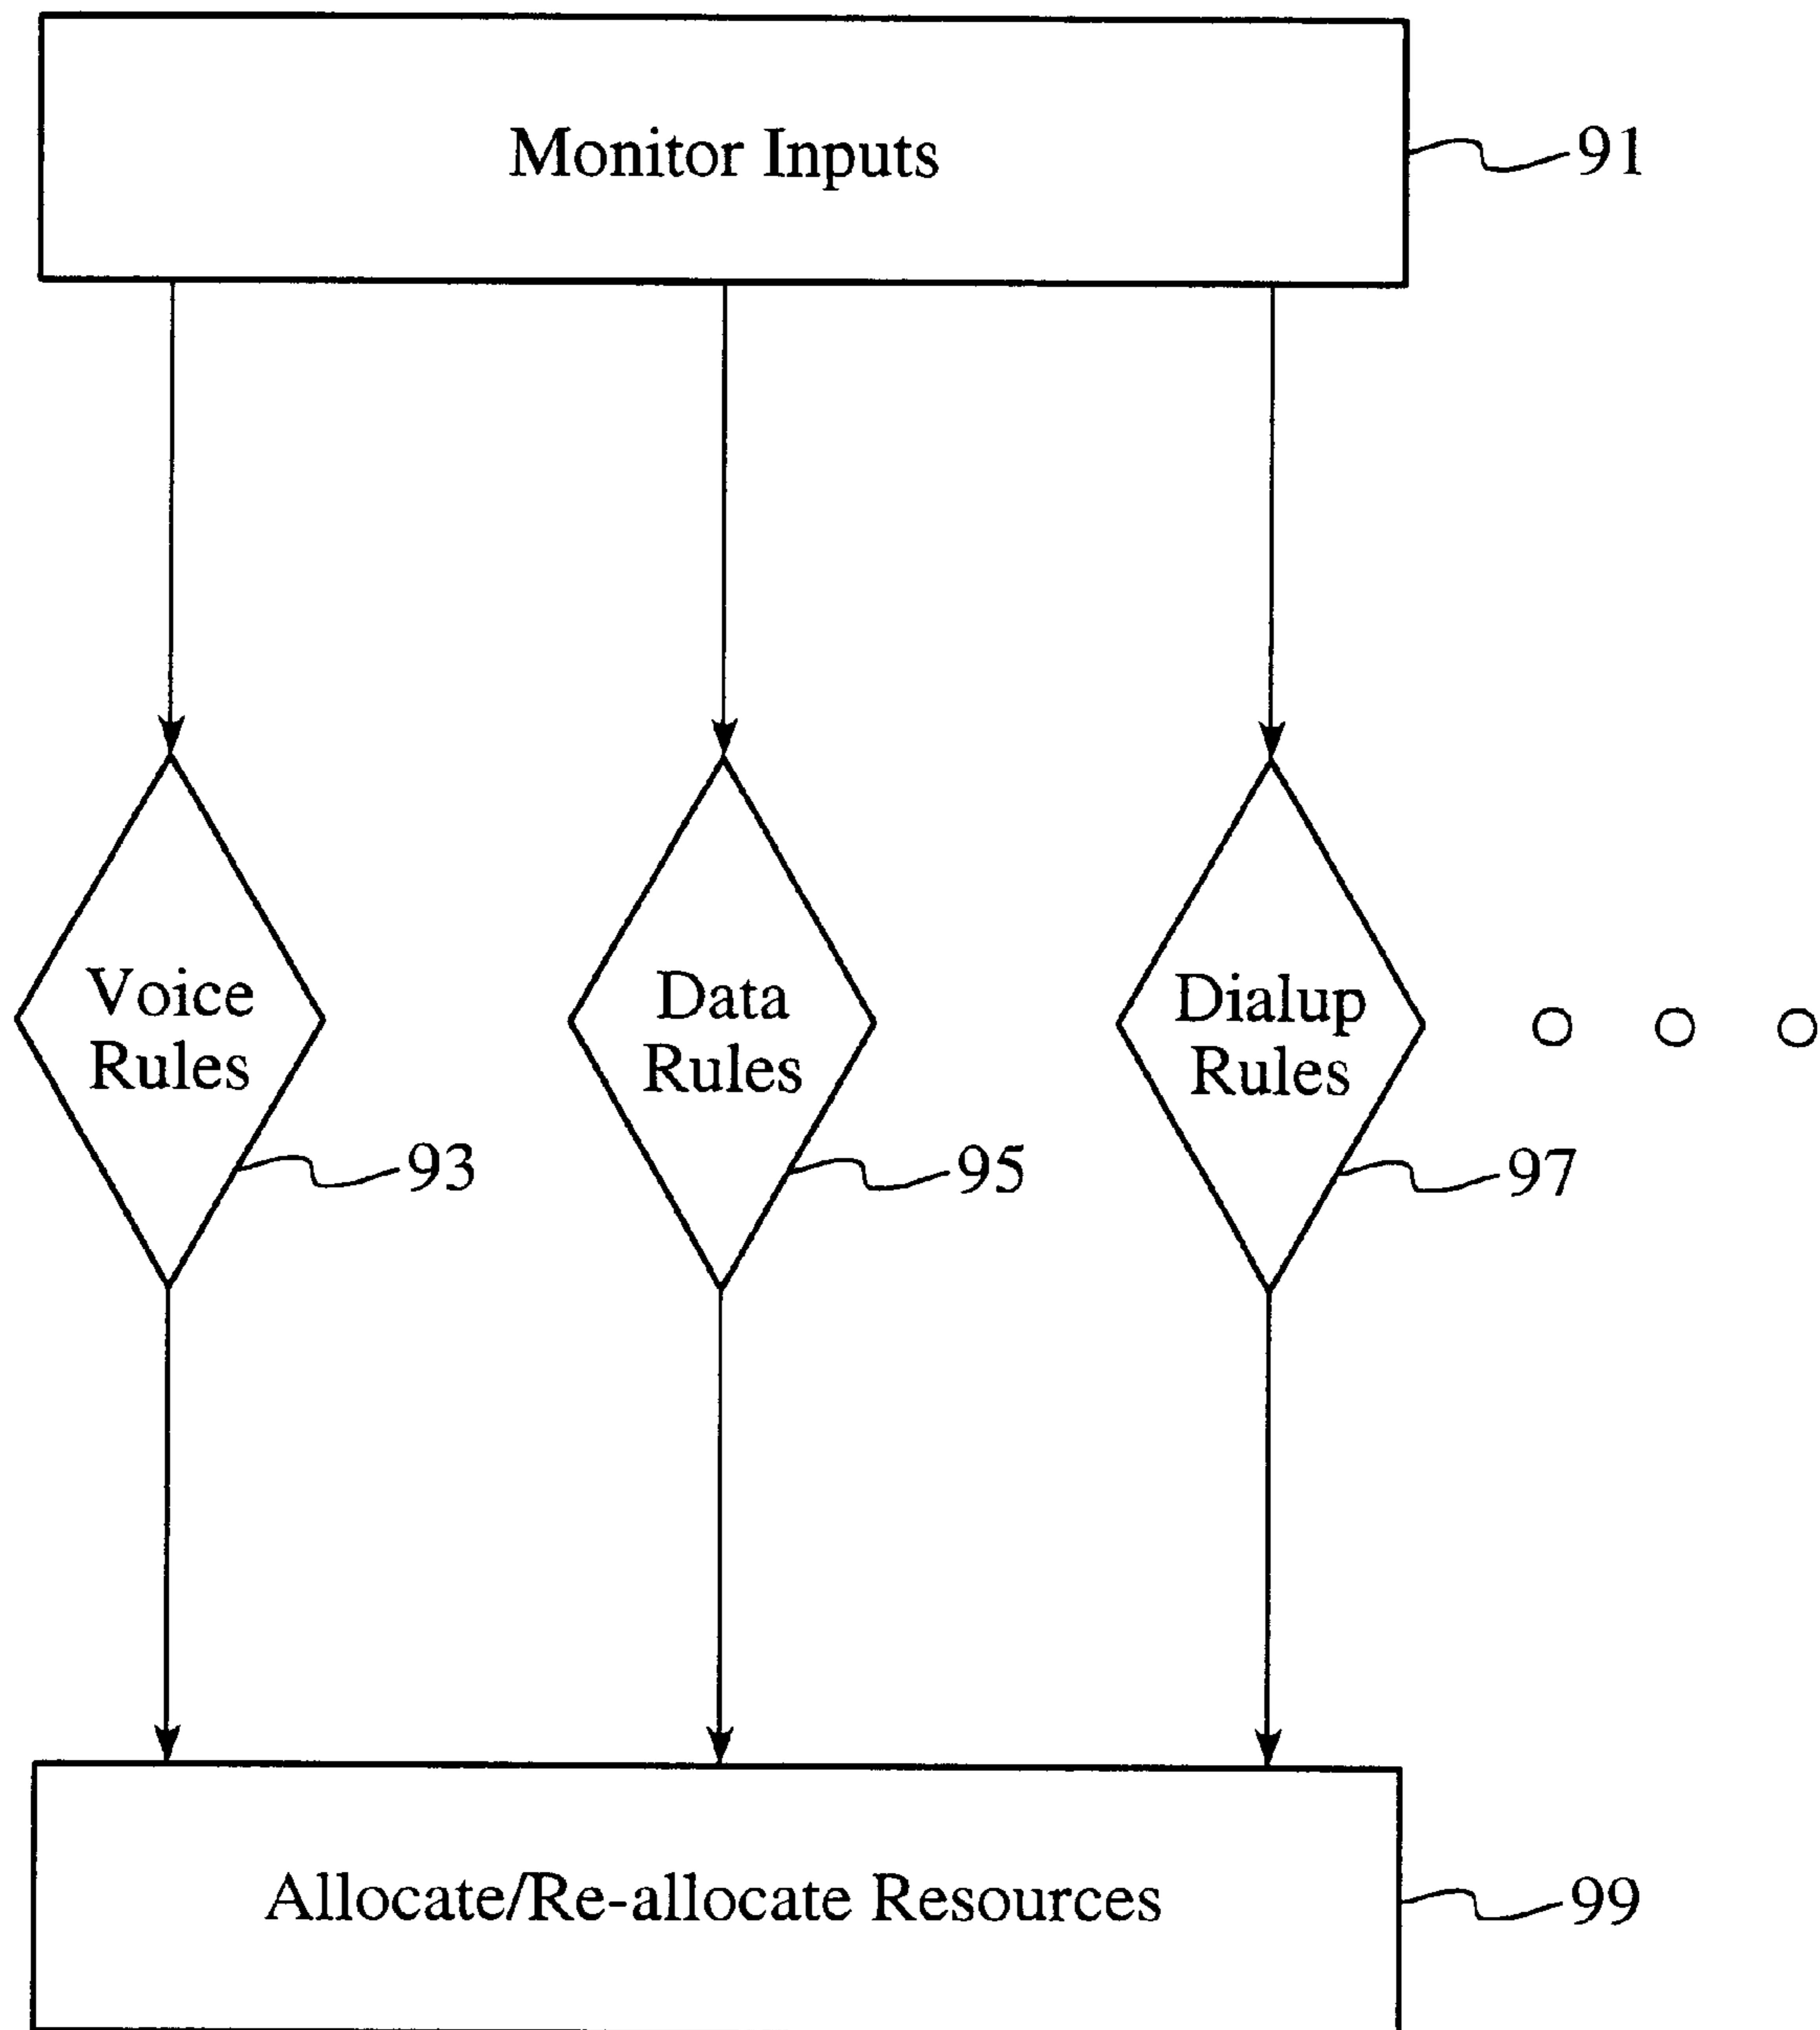 Monitor Inputs
91
Voice
Rules
93
Data
Rules
95
Dialup
Rules
97
Allocate/Re-allocate Resources
99